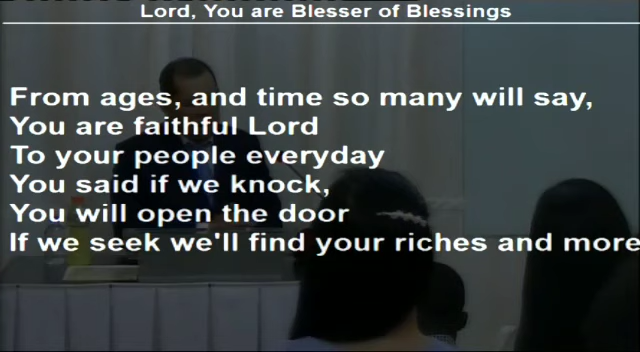 Lord, You are Blesser of Blessings
From ages, and time so many will say,
You are faithful Lord
To your people everyday
You said if we knock,
You will open the door
If we seek we'll find your riches and more